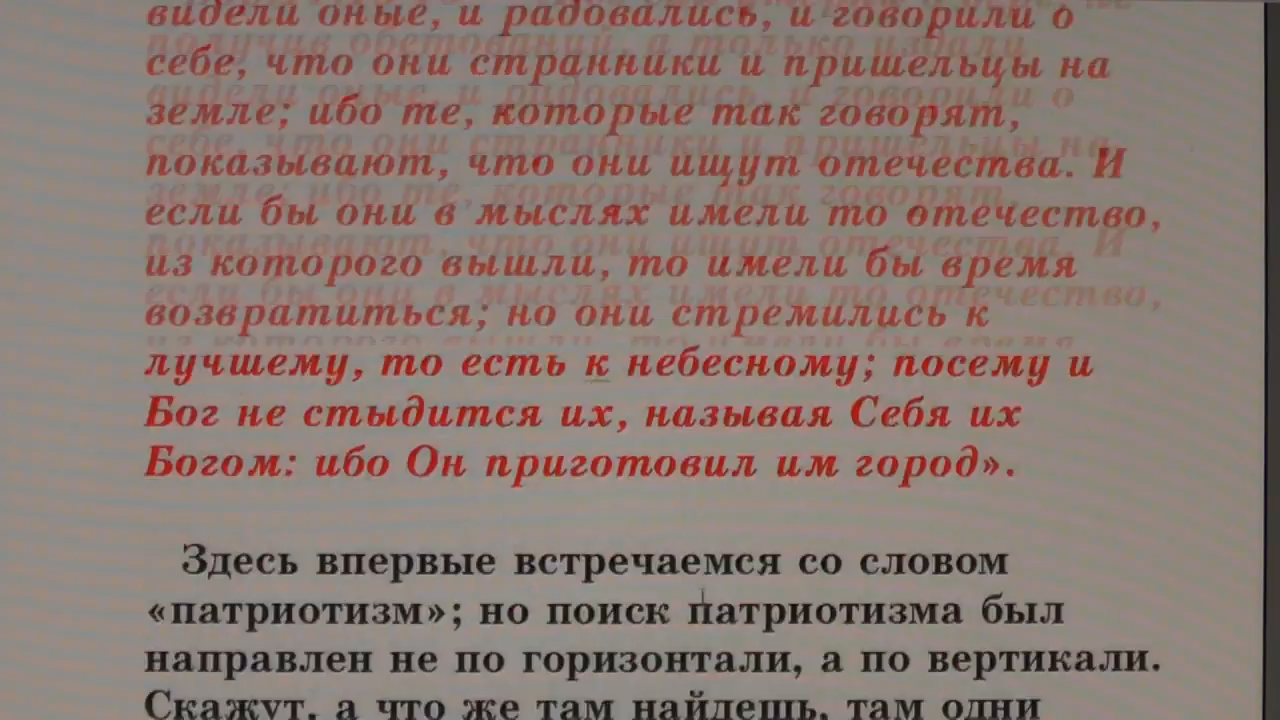 видели оные, и радовались, и говорили о
себе, что они странники и пришельцы на
земле; ибо те, которые так говорят,
показывают, что они ищут отечества. И
если бы они в мыслях имели то отечество,
из которого вышли, то имели бы время
возвратиться; но они стремились к
лучшему, то есть к небесному; посему и
Бог не стыдится их, называя Себя их
Богом: ибо Он приготовил им город».
Здесь впервые встречаемся со словом
«патриотизм»; но поиск патриотизма был
направлен не по горизонтали, а по вертикали.
Скажут, а что же там найдешь, там одни